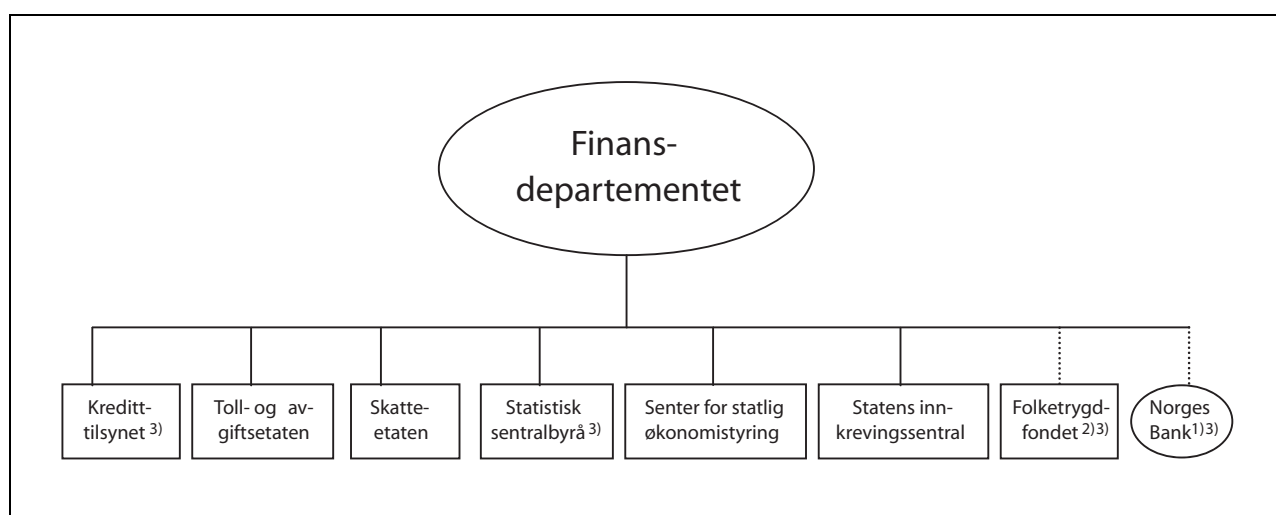 Finans-
departementet
Kreditt-
tilsynet 3)
Toll- og av-
giftsetaten
Skatte-
etaten
Statistisk
sentralbyrå 3)
Senter for statlig
økonomistyring
Statens inn-
krevingssentral
Folketrygd-
fondet 2)3)
Norges
Bank1)3)